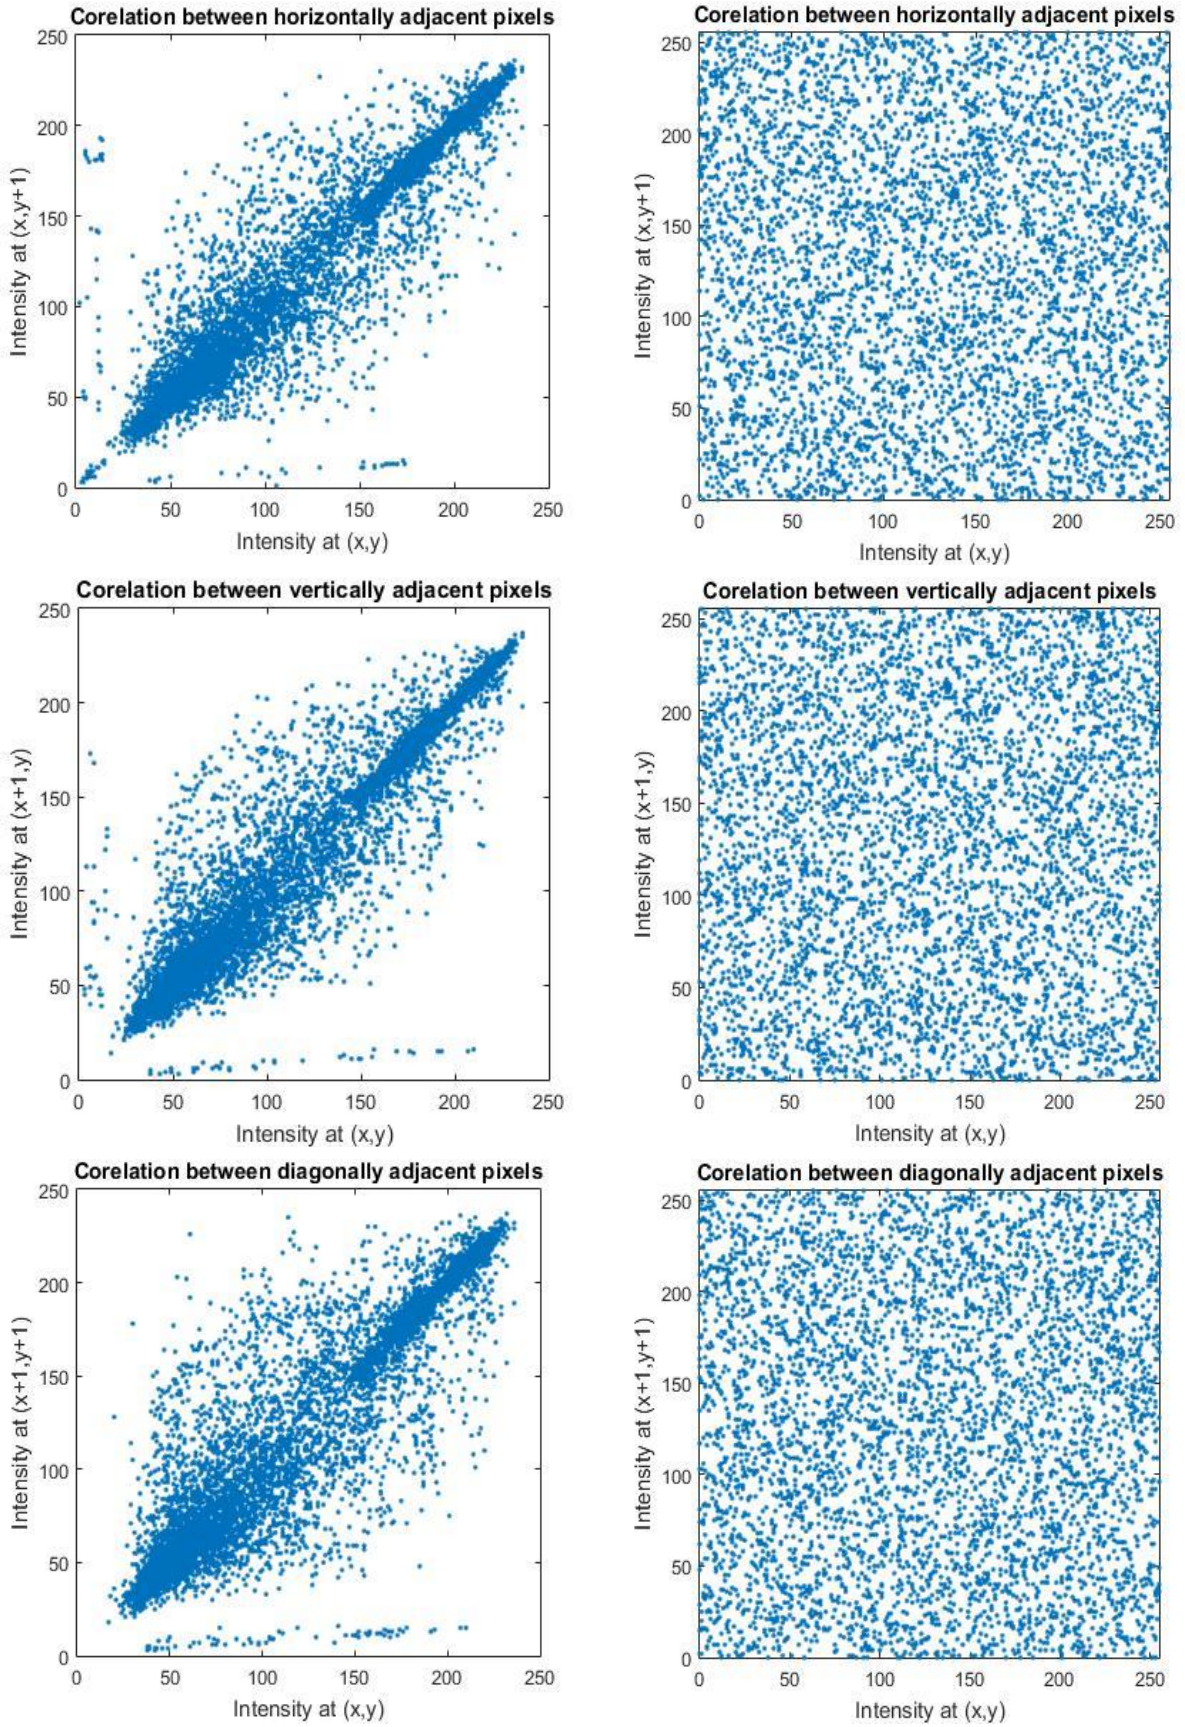 Corelation between horizontally adjacent pixels
250
200
150
100
50
0
0 50 100 150 200 250
Intensity at (x,y+1)
Intensity at (x,y)
Corelation between horizontally adjacent pixels
250
200
150
100
50
0
0 50 100 150 200 250
Intensity at (x,y+1)
Intensity at (x,y)
Corelation between vertically adjacent pixels
250
200
150
100
50
0
0 50 100 150 200 250
Intensity at (x+1,y)
Intensity at (x,y)
Corelation between vertically adjacent pixels
250
200
150
100
50
0
0 50 100 150 200 250
Intensity at (x+1,y)
Intensity at (x,y)
Corelation between diagonally adjacent pixels
250
200
150
100
50
0
0 50 100 150 200 250
Intensity at (x+1,y+1)
Intensity at (x,y)
Corelation between diagonally adjacent pixels
250
200
150
100
50
0
0 50 100 150 200 250
Intensity at (x+1,y+1)
Intensity at (x,y)